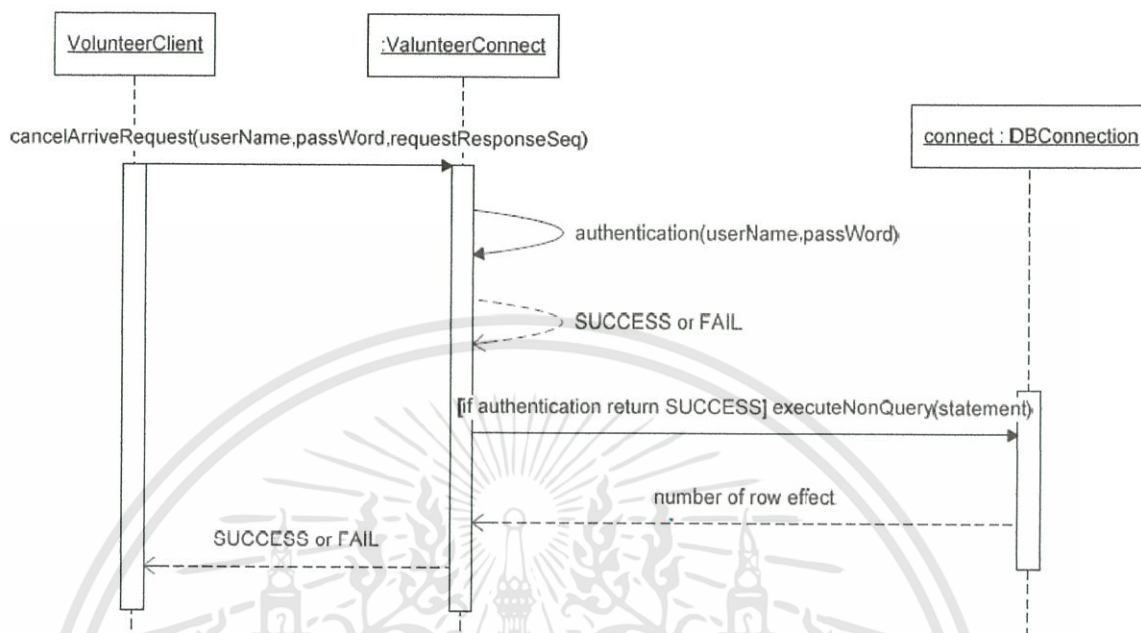 VolunteerClient
:ValunteerConnect
connect : DBConnection
cancelArriveRequest(userName,passWord,requestResponseSeq)
authentication(userName,passWord)
SUCCESS or FAIL
[if authentication return SUCCESS] executeNonQuery(statement)
number of row effect
SUCCESS or FAIL